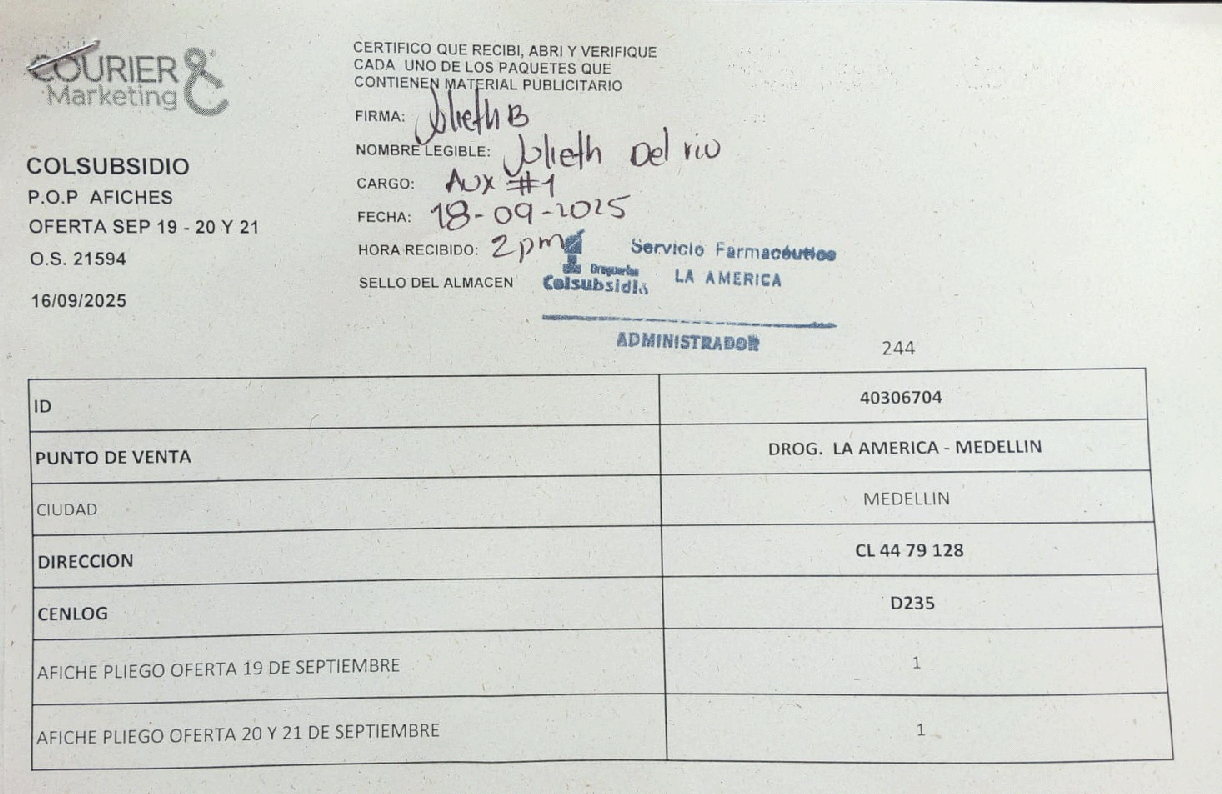 COURIER &
Marketing
COLSUBSIDIO
P.O.P AFICHES
OFERTA SEP 19 - 20 Y 21
O.S. 21594
16/09/2025
CERTIFICO QUE RECIBI, ABRI Y VERIFIQUE
CADA UNO DE LOS PAQUETES QUE
CONTIENEN MATERIAL PUBLICITARIO
FIRMA: Julieth B
NOMBRE LEGIBLE: Julieth Del rio
CARGO: Aux #1
FECHA: 18-09-2025
HORA RECIBIDO: 2pm
SELLO DEL ALMACEN
Droguerías
Colsubsidio
Servicio Farmacéutico
LA AMERICA
ADMINISTRADOR
244
ID 40306704
PUNTO DE VENTA DROG. LA AMERICA - MEDELLIN
CIUDAD MEDELLIN
DIRECCION CL 44 79 128
CENLOG D235
AFICHE PLIEGO OFERTA 19 DE SEPTIEMBRE 1
AFICHE PLIEGO OFERTA 20 Y 21 DE SEPTIEMBRE 1